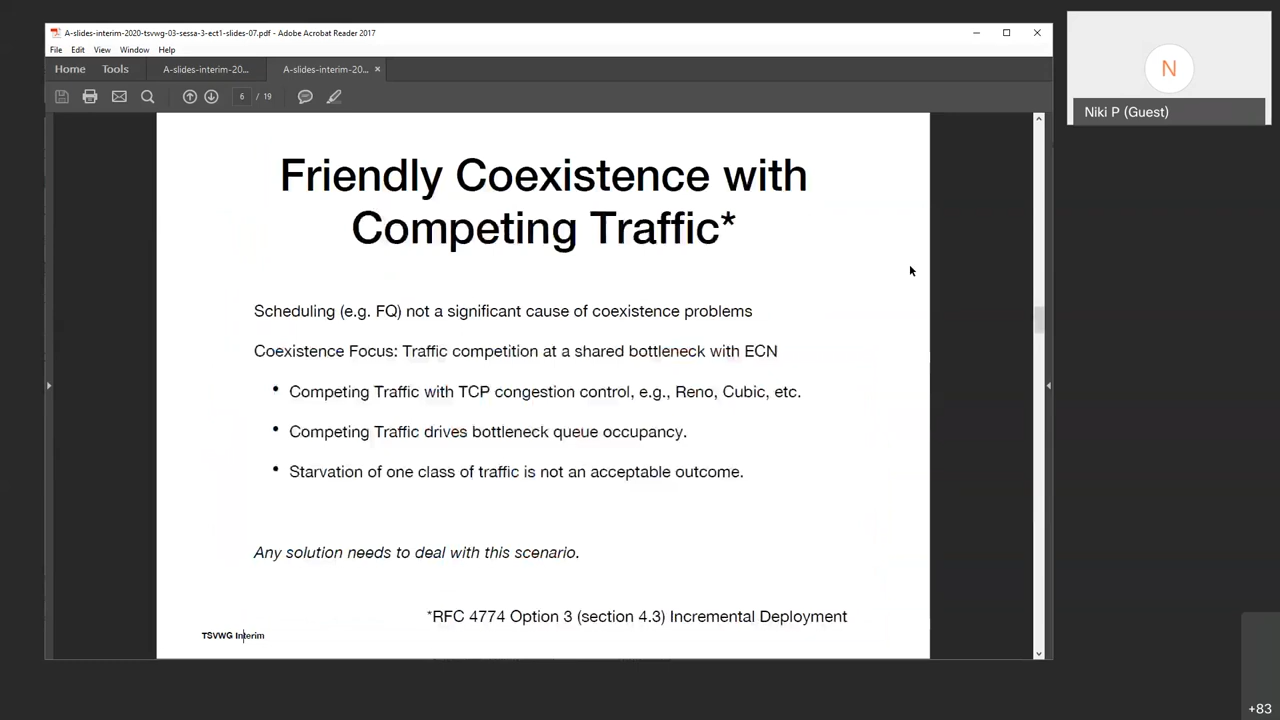 A-slides-interim-2020-tsvwg-03-sessa-3-ect1-slides-07.pdf - Adobe Acrobat Reader 2017
File Edit View Window Help
Home Tools A-slides-interim-20... A-slides-interim-20... ×
6 / 19
Friendly Coexistence with
Competing Traffic*
Scheduling (e.g. FQ) not a significant cause of coexistence problems
Coexistence Focus: Traffic competition at a shared bottleneck with ECN
• Competing Traffic with TCP congestion control, e.g., Reno, Cubic, etc.
• Competing Traffic drives bottleneck queue occupancy.
• Starvation of one class of traffic is not an acceptable outcome.
Any solution needs to deal with this scenario.
*RFC 4774 Option 3 (section 4.3) Incremental Deployment
TSVWG Interim
N
Niki P (Guest)
+83